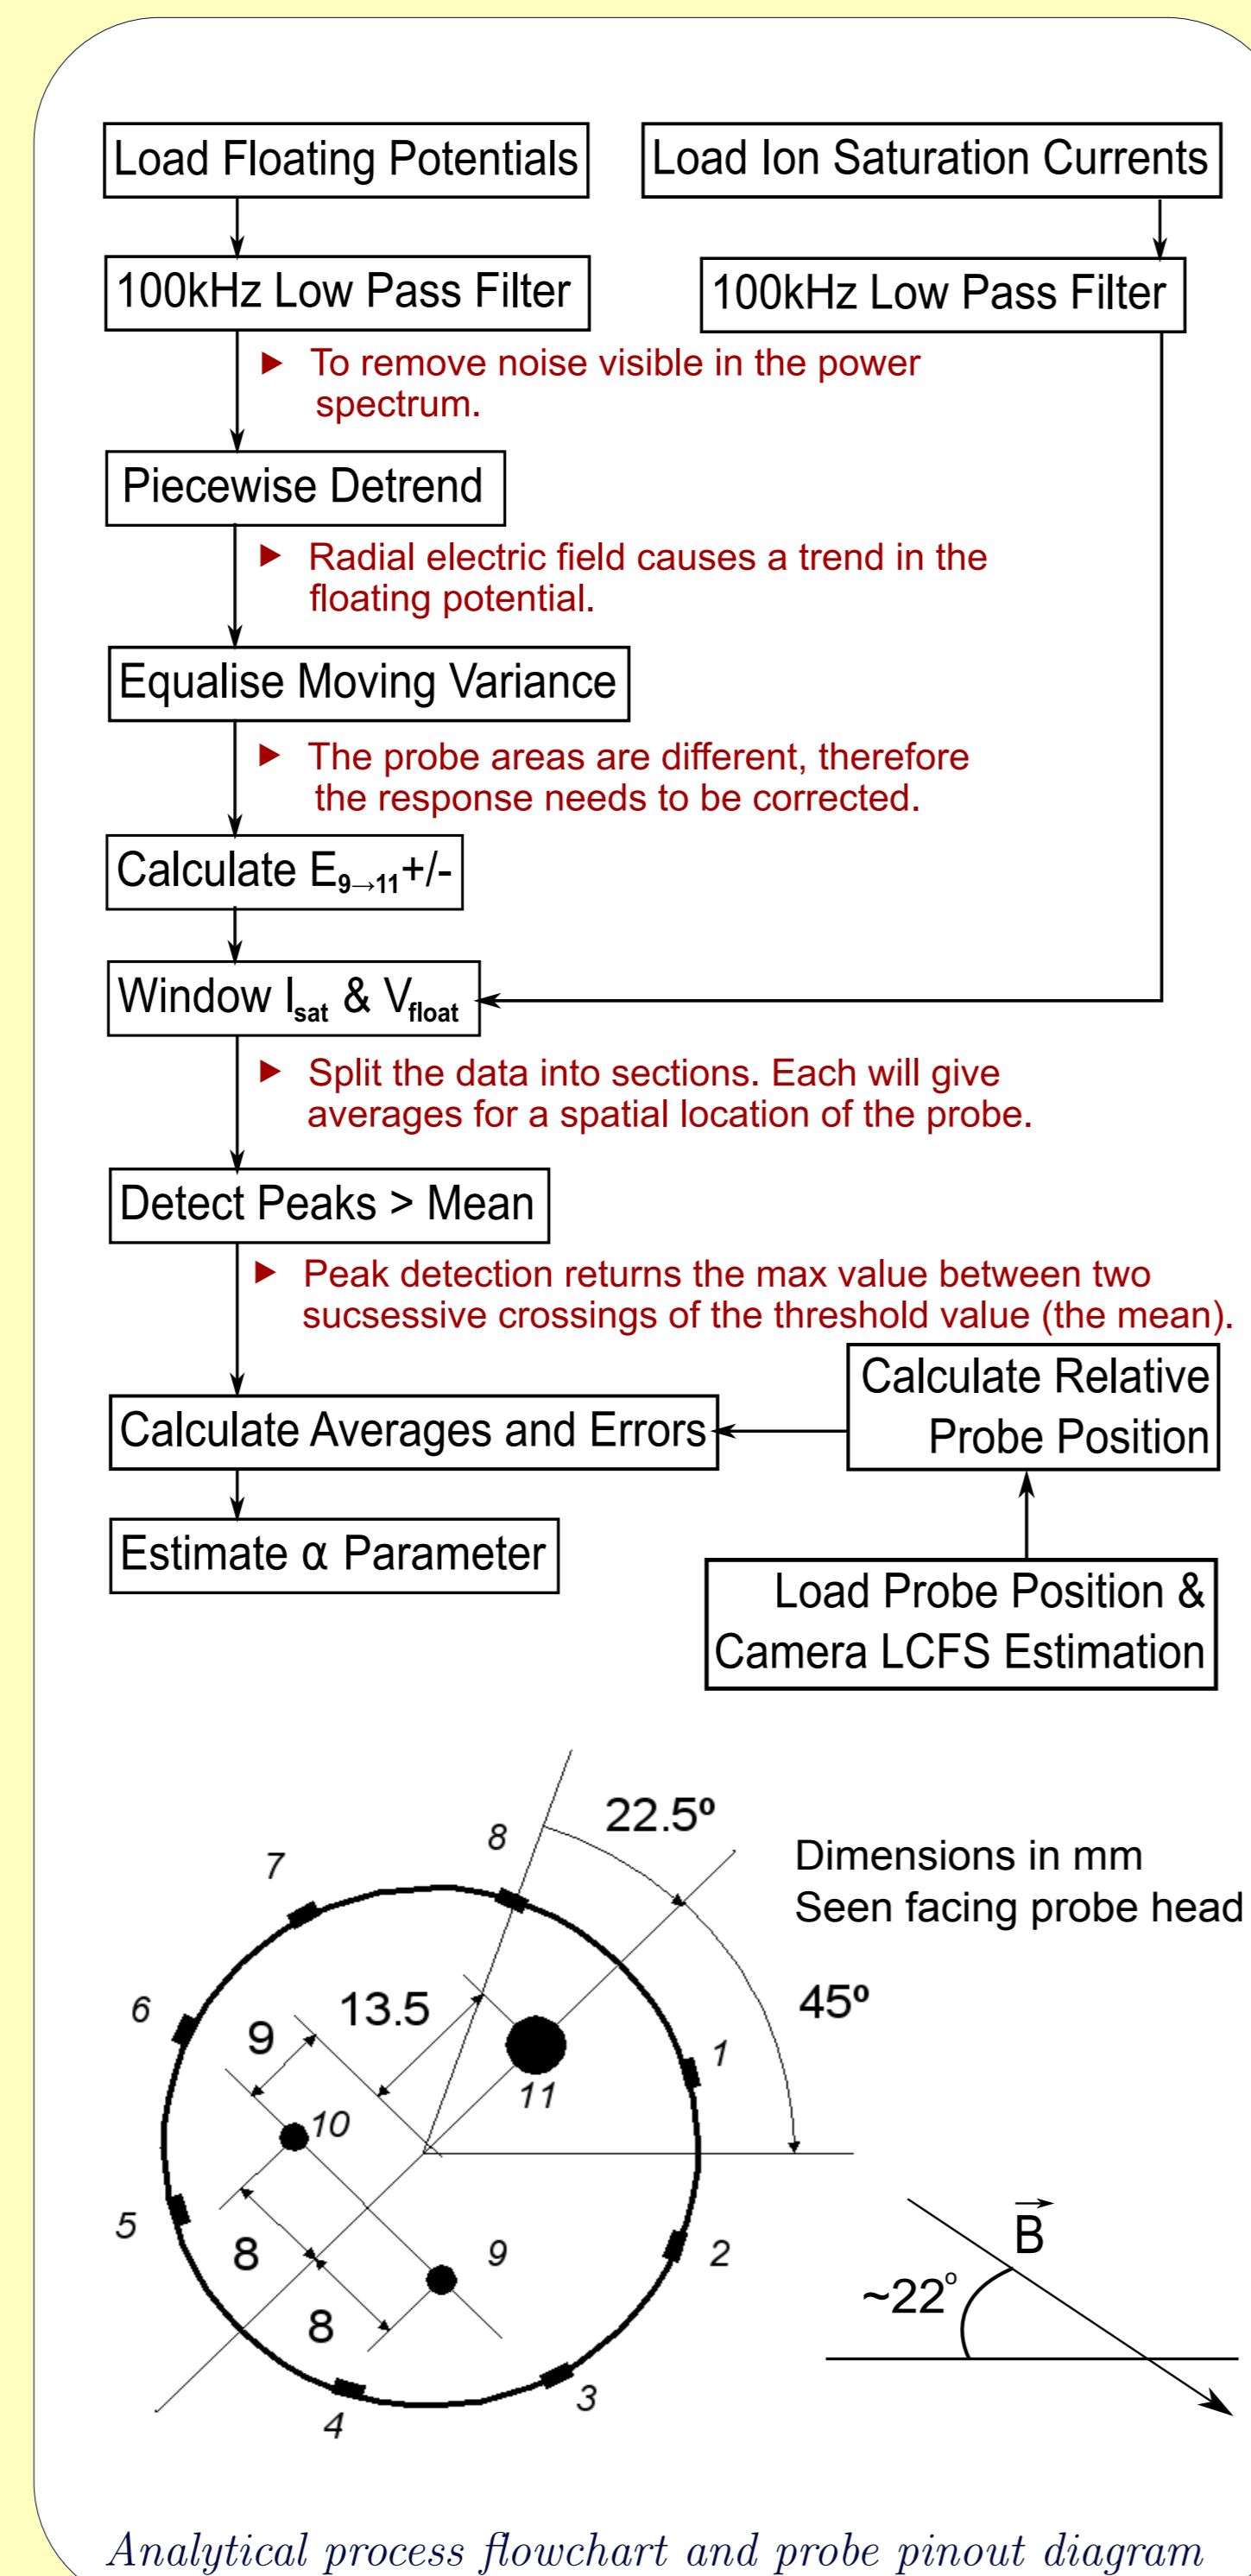 Load Floating Potentials
Load Ion Saturation Currents
100kHz Low Pass Filter
100kHz Low Pass Filter
► To remove noise visible in the power
spectrum.
Piecewise Detrend
► Radial electric field causes a trend in the
floating potential.
Equalise Moving Variance
► The probe areas are different, therefore
the response needs to be corrected.
Calculate E9→11+/-
Window Isat & Vfloat
► Split the data into sections. Each will give
averages for a spatial location of the probe.
Detect Peaks > Mean
► Peak detection returns the max value between two
sucsessive crossings of the threshold value (the mean).
Calculate Relative
Probe Position
Calculate Averages and Errors
Estimate α Parameter
Load Probe Position &
Camera LCFS Estimation
22.5º
8
7
Dimensions in mm
Seen facing probe head
45º
13.5
6
9
1
11
10
5
8
9
2
B
~22°
8
3
4
Analytical process flowchart and probe pinout diagram